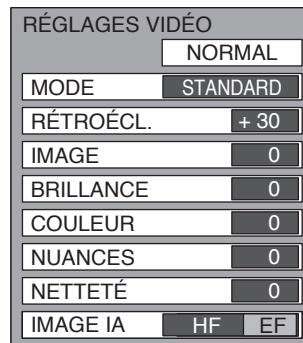 RÉGLAGES VIDÉO
NORMAL
MODE STANDARD
RÉTROÉCL. + 30
IMAGE 0
BRILLANCE 0
COULEUR 0
NUANCES 0
NETTETÉ 0
IMAGE IA HF EF